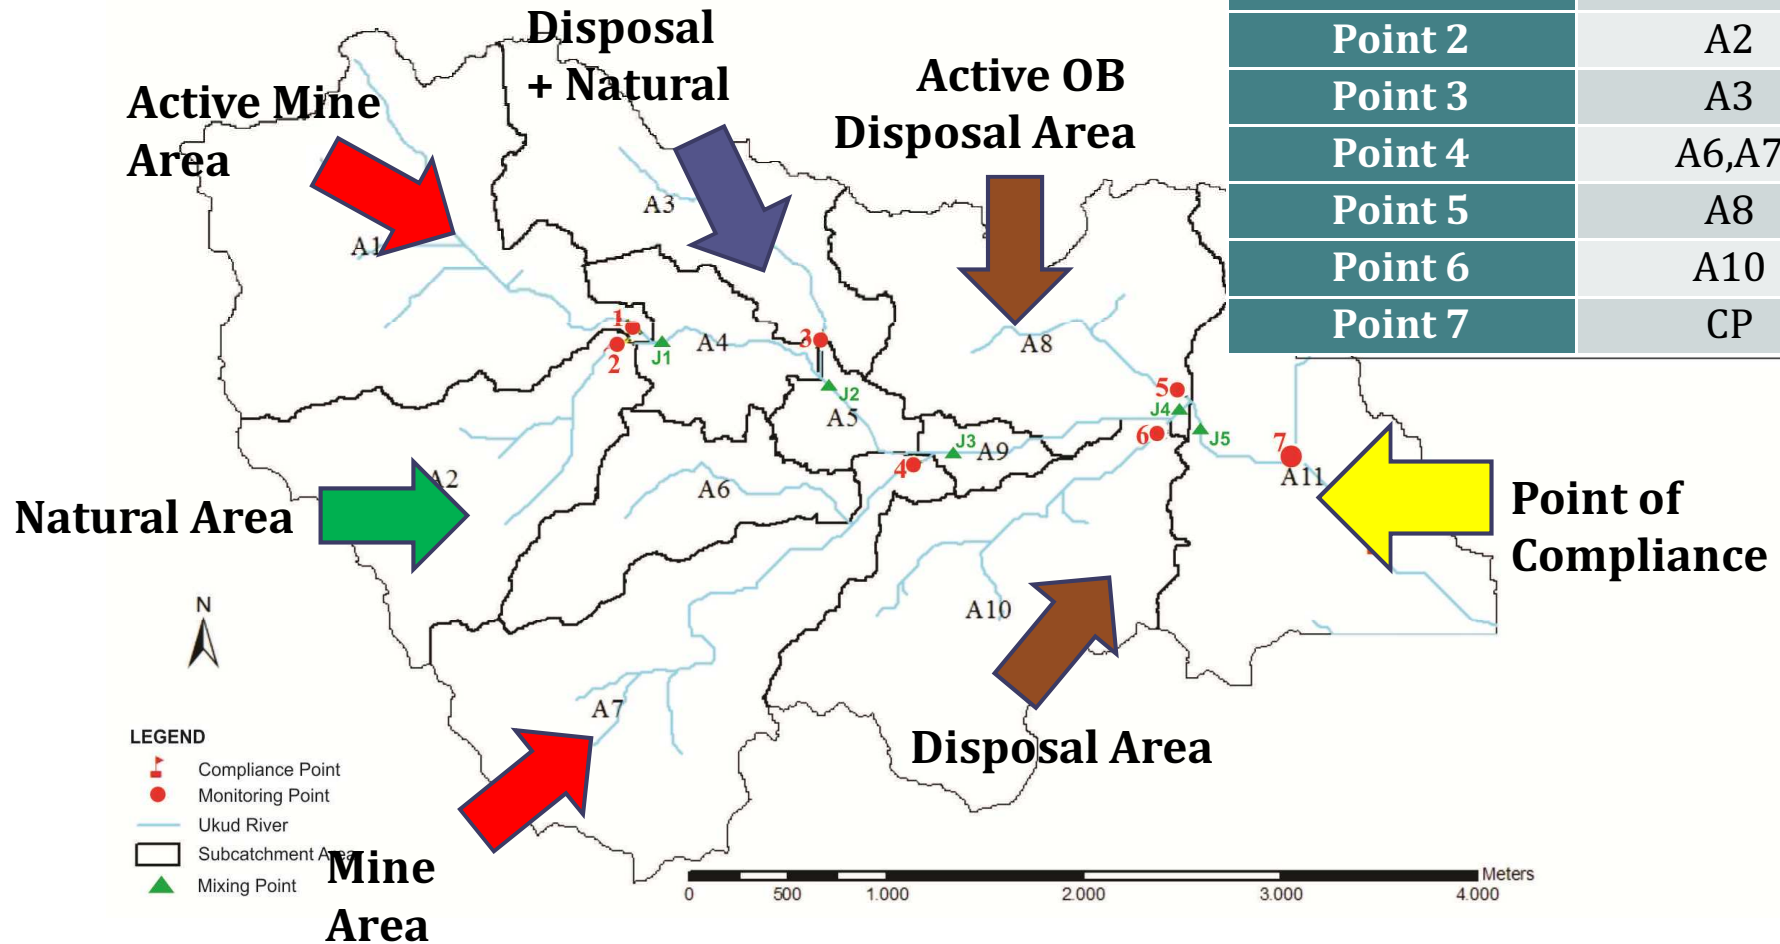 Disposal
+ Natural
Active Mine
Area
Active OB
Disposal Area
Point 2 A2
Point 3 A3
Point 4 A6,A7
Point 5 A8
Point 6 A10
Point 7 CP
A3
A1
1
2
J1
A4
3
J2
A5
A8
5
J4
6
J5
J3
A9
4
7
A11
A2
A6
Natural Area
Point of
Compliance
N
A10
A7
Disposal Area
LEGEND
Compliance Point
Monitoring Point
Ukud River
Subcatchment Area
Mixing Point
Mine
Area
Meters
0 500 1.000 2.000 3.000 4.000